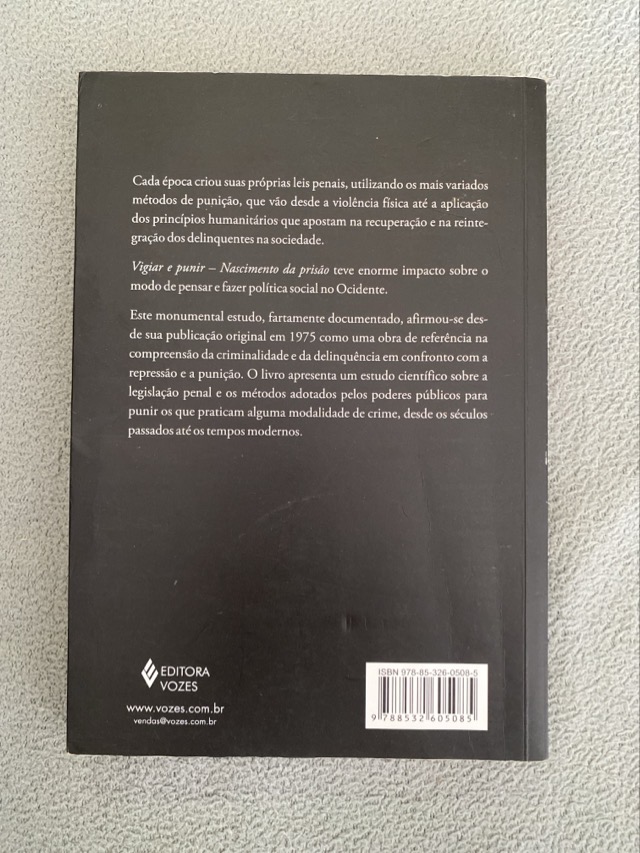 Cada época criou suas próprias leis penais, utilizando os mais variados
métodos de punição, que vão desde a violência física até a aplicação
dos princípios humanitários que apostam na recuperação e na reinte-
gração dos delinquentes na sociedade.
Vigiar e punir – Nascimento da prisão teve enorme impacto sobre o
modo de pensar e fazer política social no Ocidente.
Este monumental estudo, fartamente documentado, afirmou-se des-
de sua publicação original em 1975 como uma obra de referência na
compreensão da criminalidade e da delinquência em confronto com a
repressão e a punição. O livro apresenta um estudo científico sobre a
legislação penal e os métodos adotados pelos poderes públicos para
punir os que praticam alguma modalidade de crime, desde os séculos
passados até os tempos modernos.
EDITORA
VOZES
www.vozes.com.br
vendas@vozes.com.br
ISBN 978-85-326-0508-5
9 788532 605085